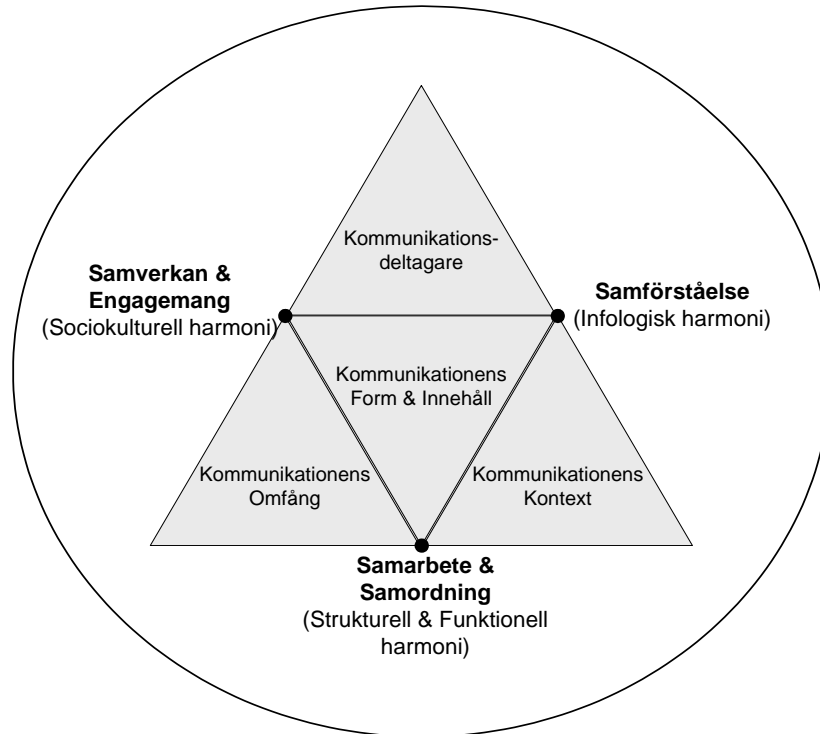 Kommunikations-
deltagare
Samverkan &
Engagemang
(Sociokulturell harmoni)
Samförståelse
(Infologisk harmoni)
Kommunikationens
Form & Innehåll
Kommunikationens
Omfång
Kommunikationens
Kontext
Samarbete &
Samordning
(Strukturell & Funktionell
harmoni)